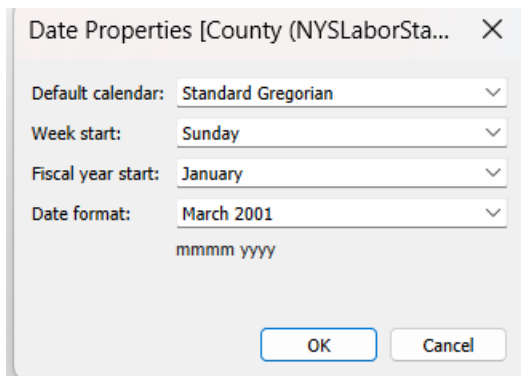 Date Properties [County (NYSLaborSta...
Default calendar: Standard Gregorian
Week start: Sunday
Fiscal year start: January
Date format: March 2001
mmmm yyyy
OK Cancel